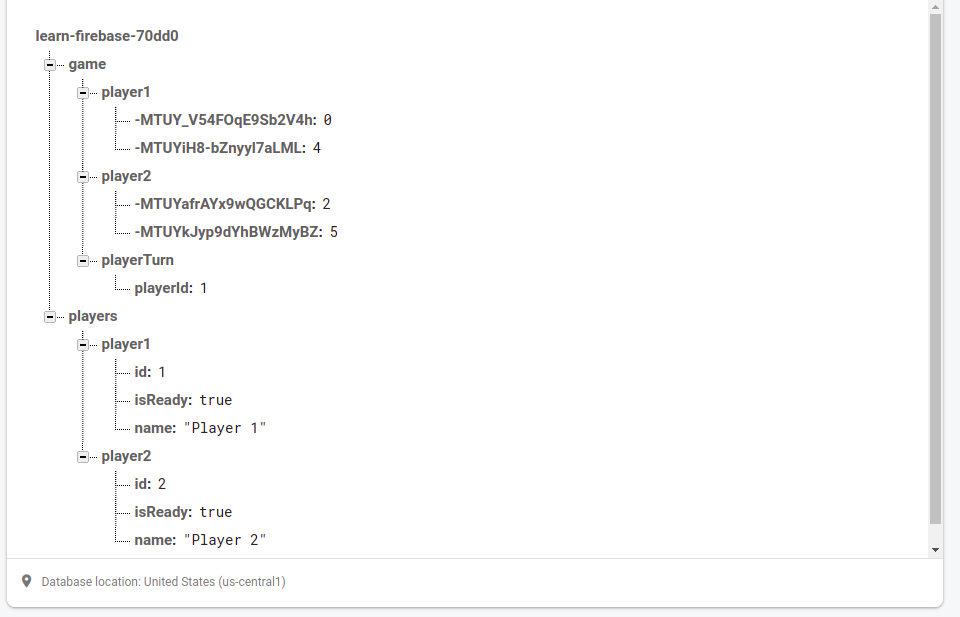 learn-firebase-70dd0
game
player1
-MTUY_V54FOqE9Sb2V4h: 0
-MTUYiH8-bZnyyI7aLML: 4
player2
-MTUYafrAYx9wQGCKLPq: 2
-MTUYkJyp9dYhBWzMyBZ: 5
playerTurn
playerId: 1
players
player1
id: 1
isReady: true
name: "Player 1"
player2
id: 2
isReady: true
name: "Player 2"
Database location: United States (us-central1)